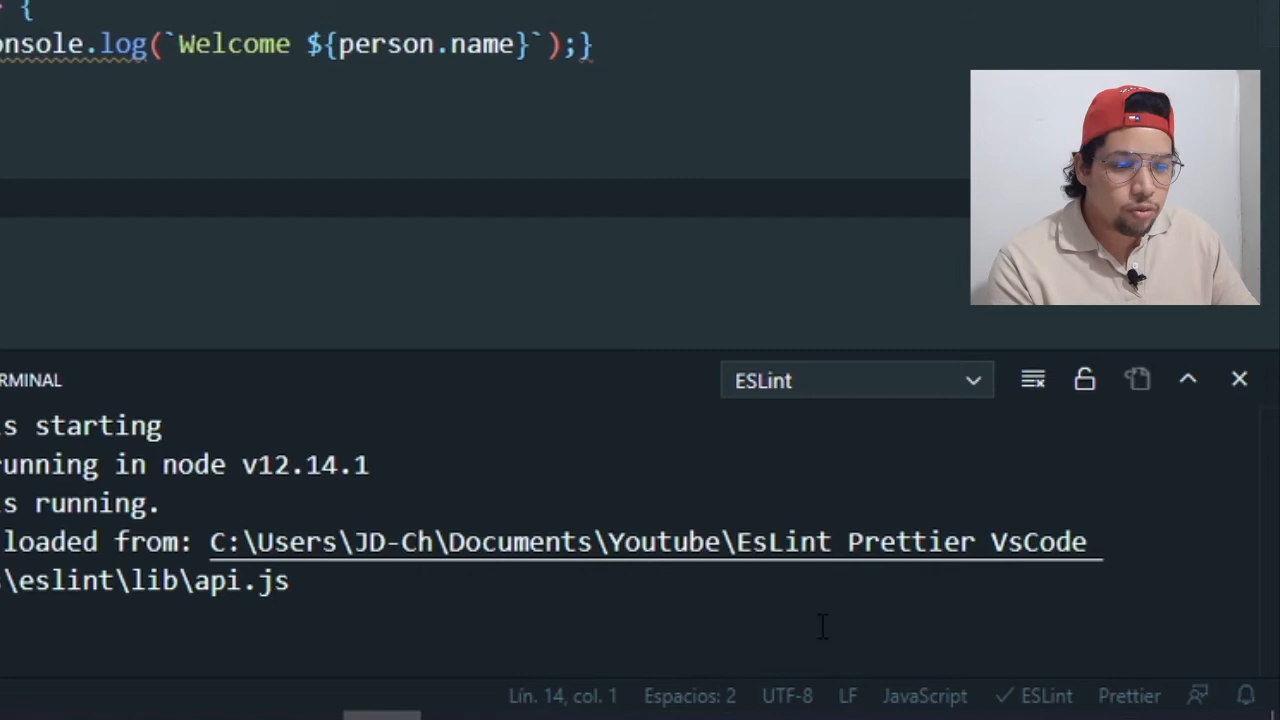 {
onsole.log(`Welcome ${person.name}`);}
RMINAL
ESLint
s starting
unning in node v12.14.1
s running.
loaded from: C:\Users\JD-Ch\Documents\Youtube\EsLint Prettier VsCode
\eslint\lib\api.js
Lín. 14, col. 1 Espacios: 2 UTF-8 LF JavaScript ESLint Prettier